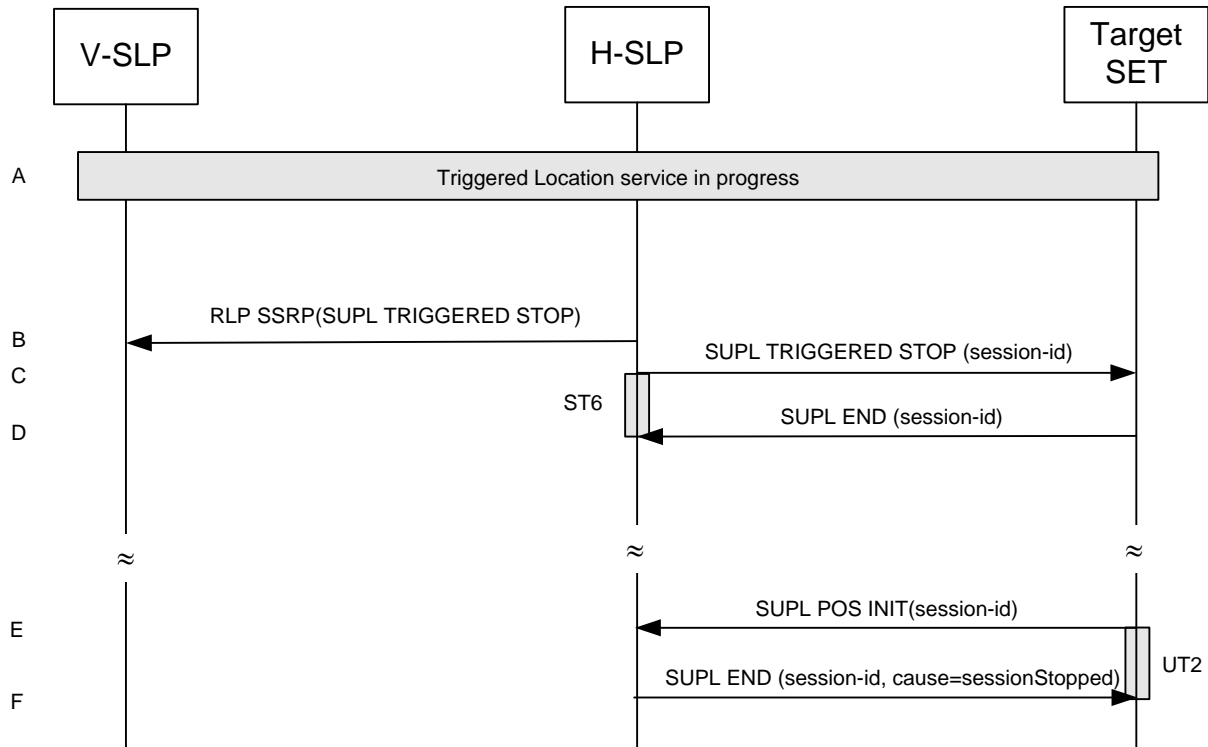 V-SLP
H-SLP
Target
SET
A
Triggered Location service in progress
RLP SSRP(SUPL TRIGGERED STOP)
B
SUPL TRIGGERED STOP (session-id)
C
ST6
SUPL END (session-id)
D
≈ ≈ ≈
SUPL POS INIT(session-id)
E
UT2
SUPL END (session-id, cause=sessionStopped)
F